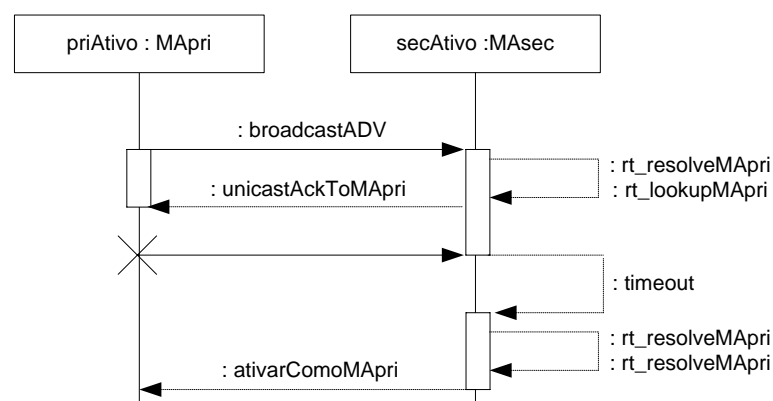 priAtivo : MApri
secAtivo :MAsec
: broadcastADV
: rt_resolveMApri
: unicastAckToMApri
: rt_lookupMApri
: timeout
: rt_resolveMApri
: rt_resolveMApri
: ativarComoMApri